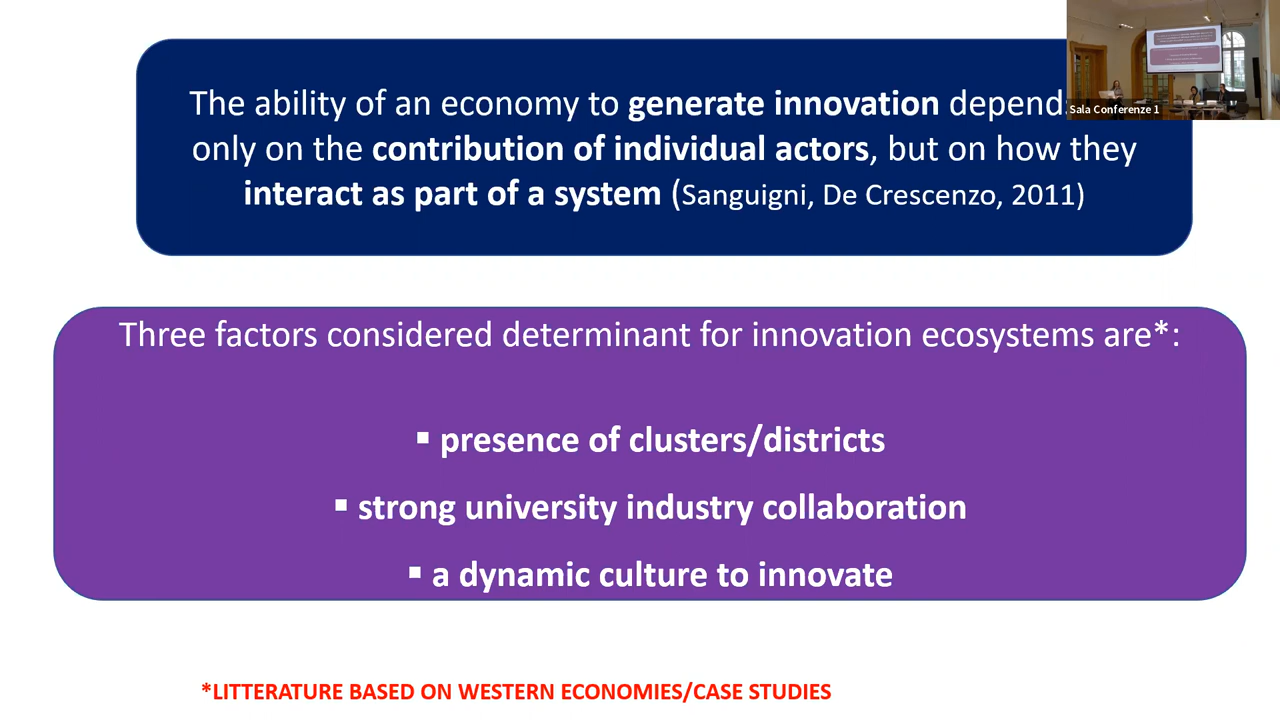 The ability of an economy to generate innovation depend
only on the contribution of individual actors, but on how they
interact as part of a system (Sanguigni, De Crescenzo, 2011)
Sala Conferenze 1
Three factors considered determinant for innovation ecosystems are*:
▪ presence of clusters/districts
▪ strong university industry collaboration
▪ a dynamic culture to innovate
*LITTERATURE BASED ON WESTERN ECONOMIES/CASE STUDIES